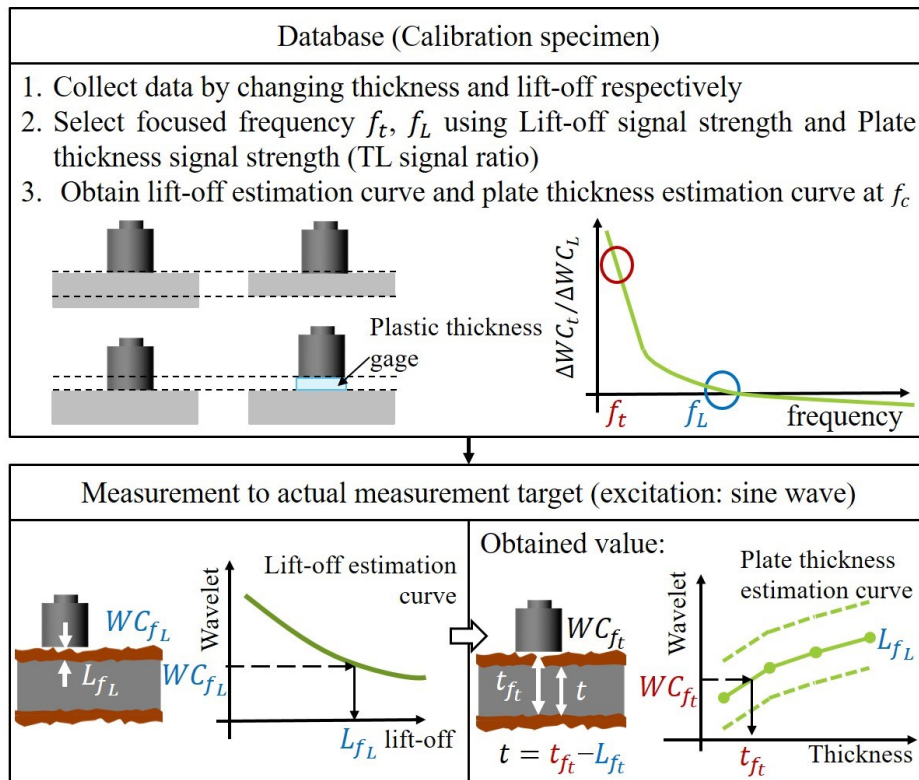 Database (Calibration specimen)
1. Collect data by changing thickness and lift-off respectively
2. Select focused frequency f_t, f_L using Lift-off signal strength and Plate
thickness signal strength (TL signal ratio)
3. Obtain lift-off estimation curve and plate thickness estimation curve at f_c
Plastic thickness
gage
ΔWC_t/ΔWC_L
f_t
f_L
frequency
Measurement to actual measurement target (excitation: sine wave)
WC_{f_L}
L_{f_L}
Wavelet
Lift-off estimation
curve
WC_{f_L}
L_{f_L}
lift-off
Obtained value:
WC_{f_t}
t_{f_t}
t
t = t_{f_t}−L_{f_t}
Plate thickness
estimation curve
Wavelet
L_{f_L}
WC_{f_t}
t_{f_t}
Thickness